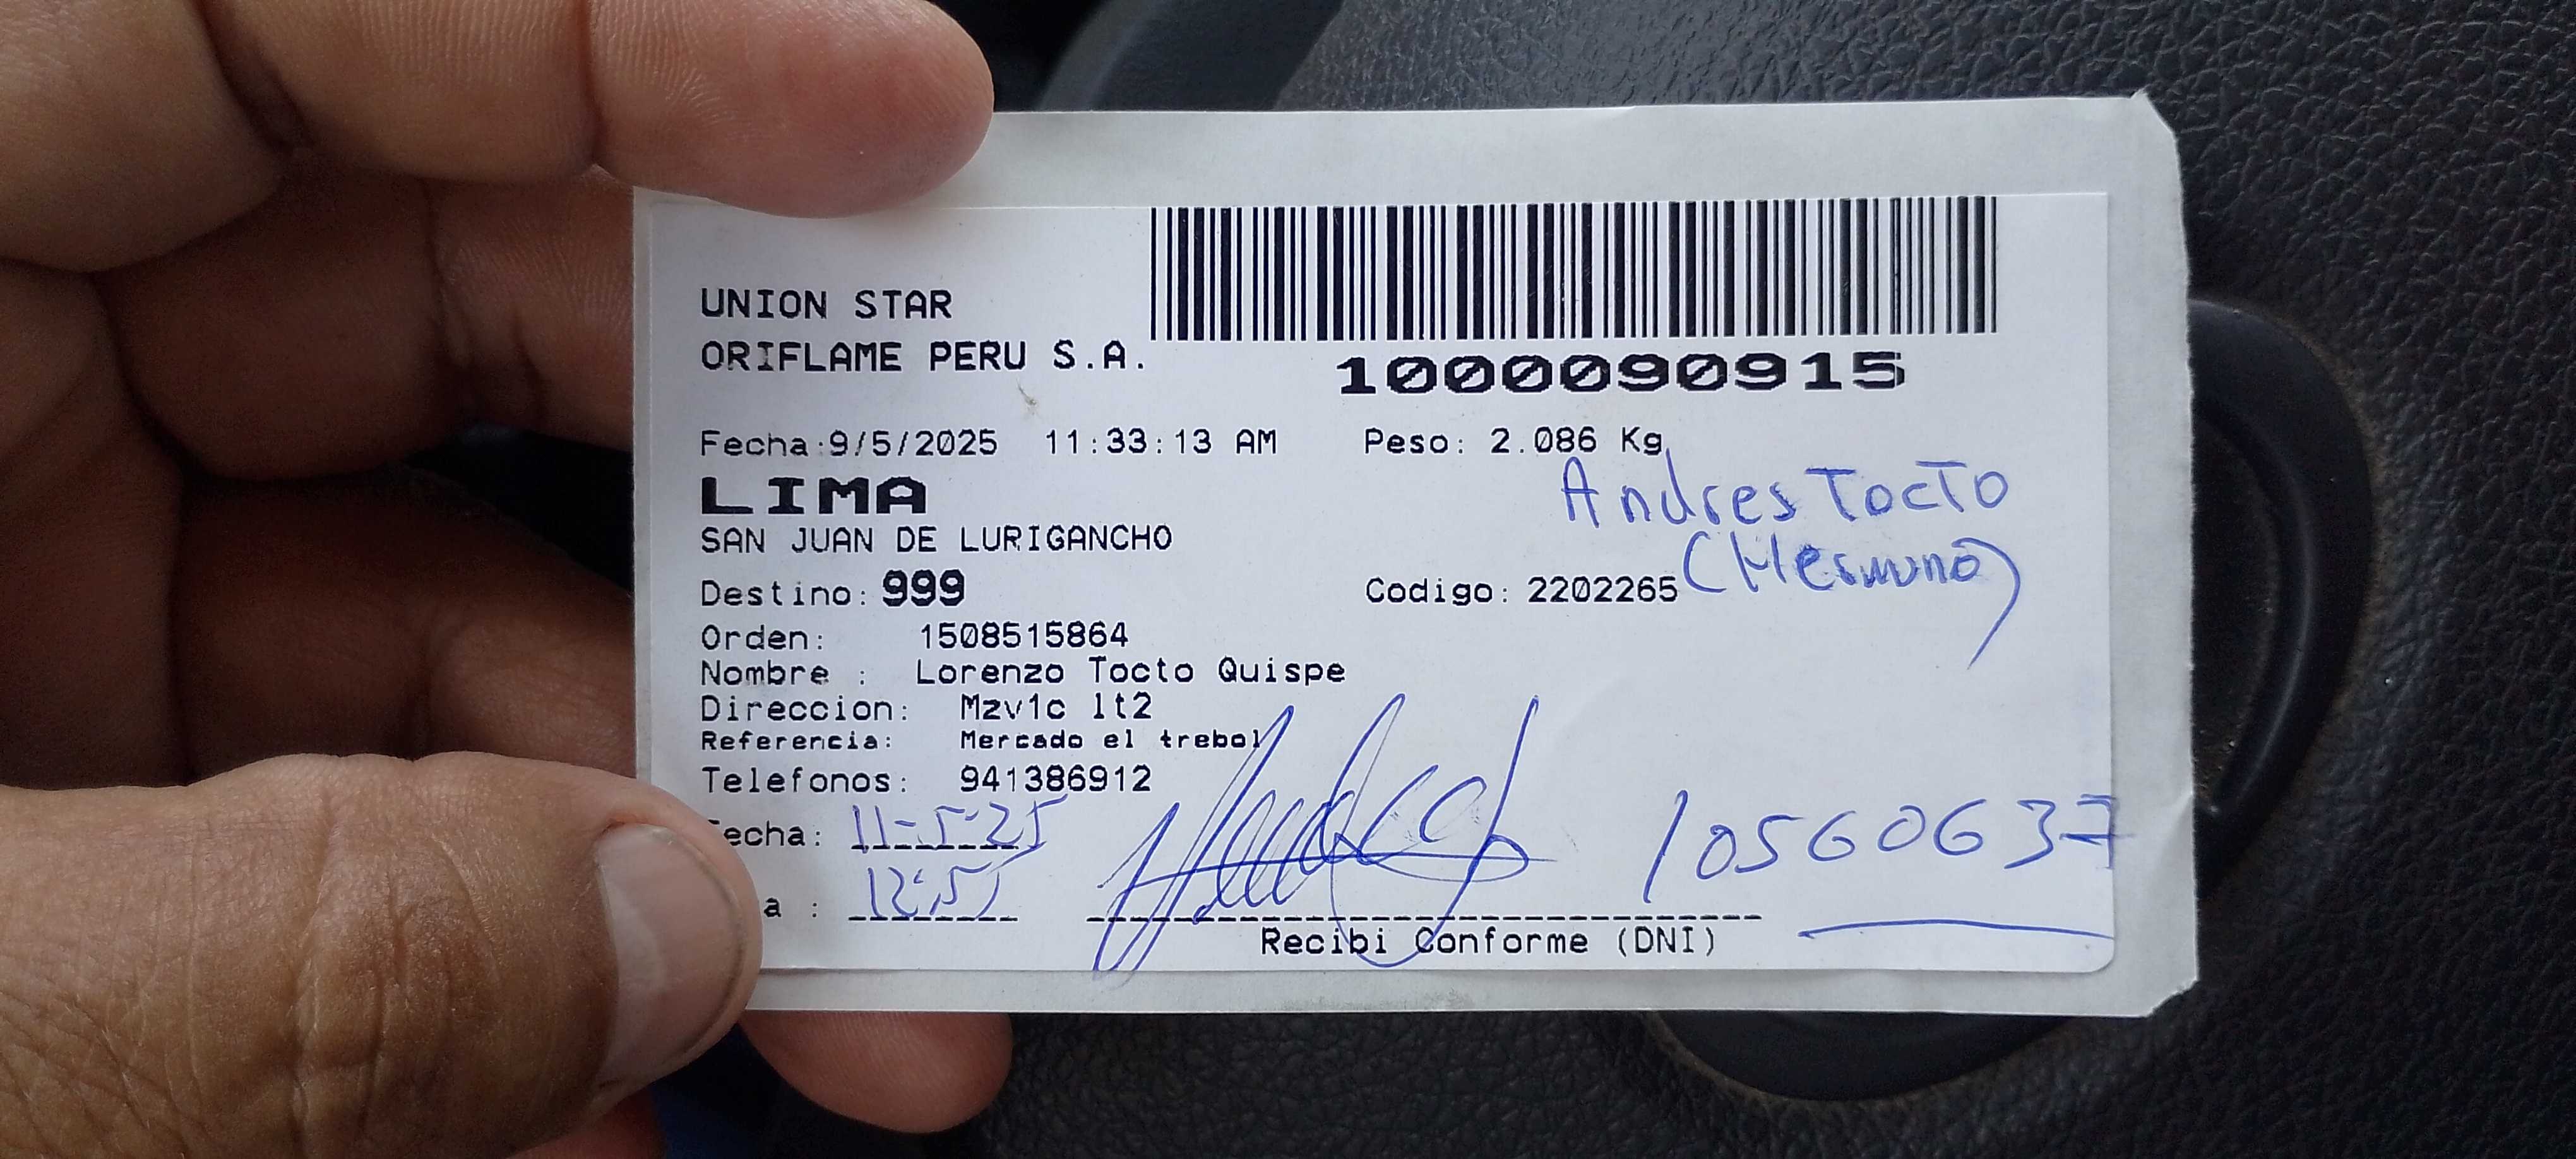 UNION STAR
ORIFLAME PERU S.A.
1000090915
Fecha:9/5/2025 11:33:13 AM Peso: 2.086 Kg
LIMA
Andres Tocto
SAN JUAN DE LURIGANCHO
(Hermano)
Destino: 999 Codigo: 2202265
Orden: 1508515864
Nombre : Lorenzo Tocto Quispe
Direccion: Mzv1c lt2
Referencia: Mercado el trebol
Telefonos: 941386912
echa: 11-5-25 10560637
a : 12:51
Recibi Conforme (DNI)